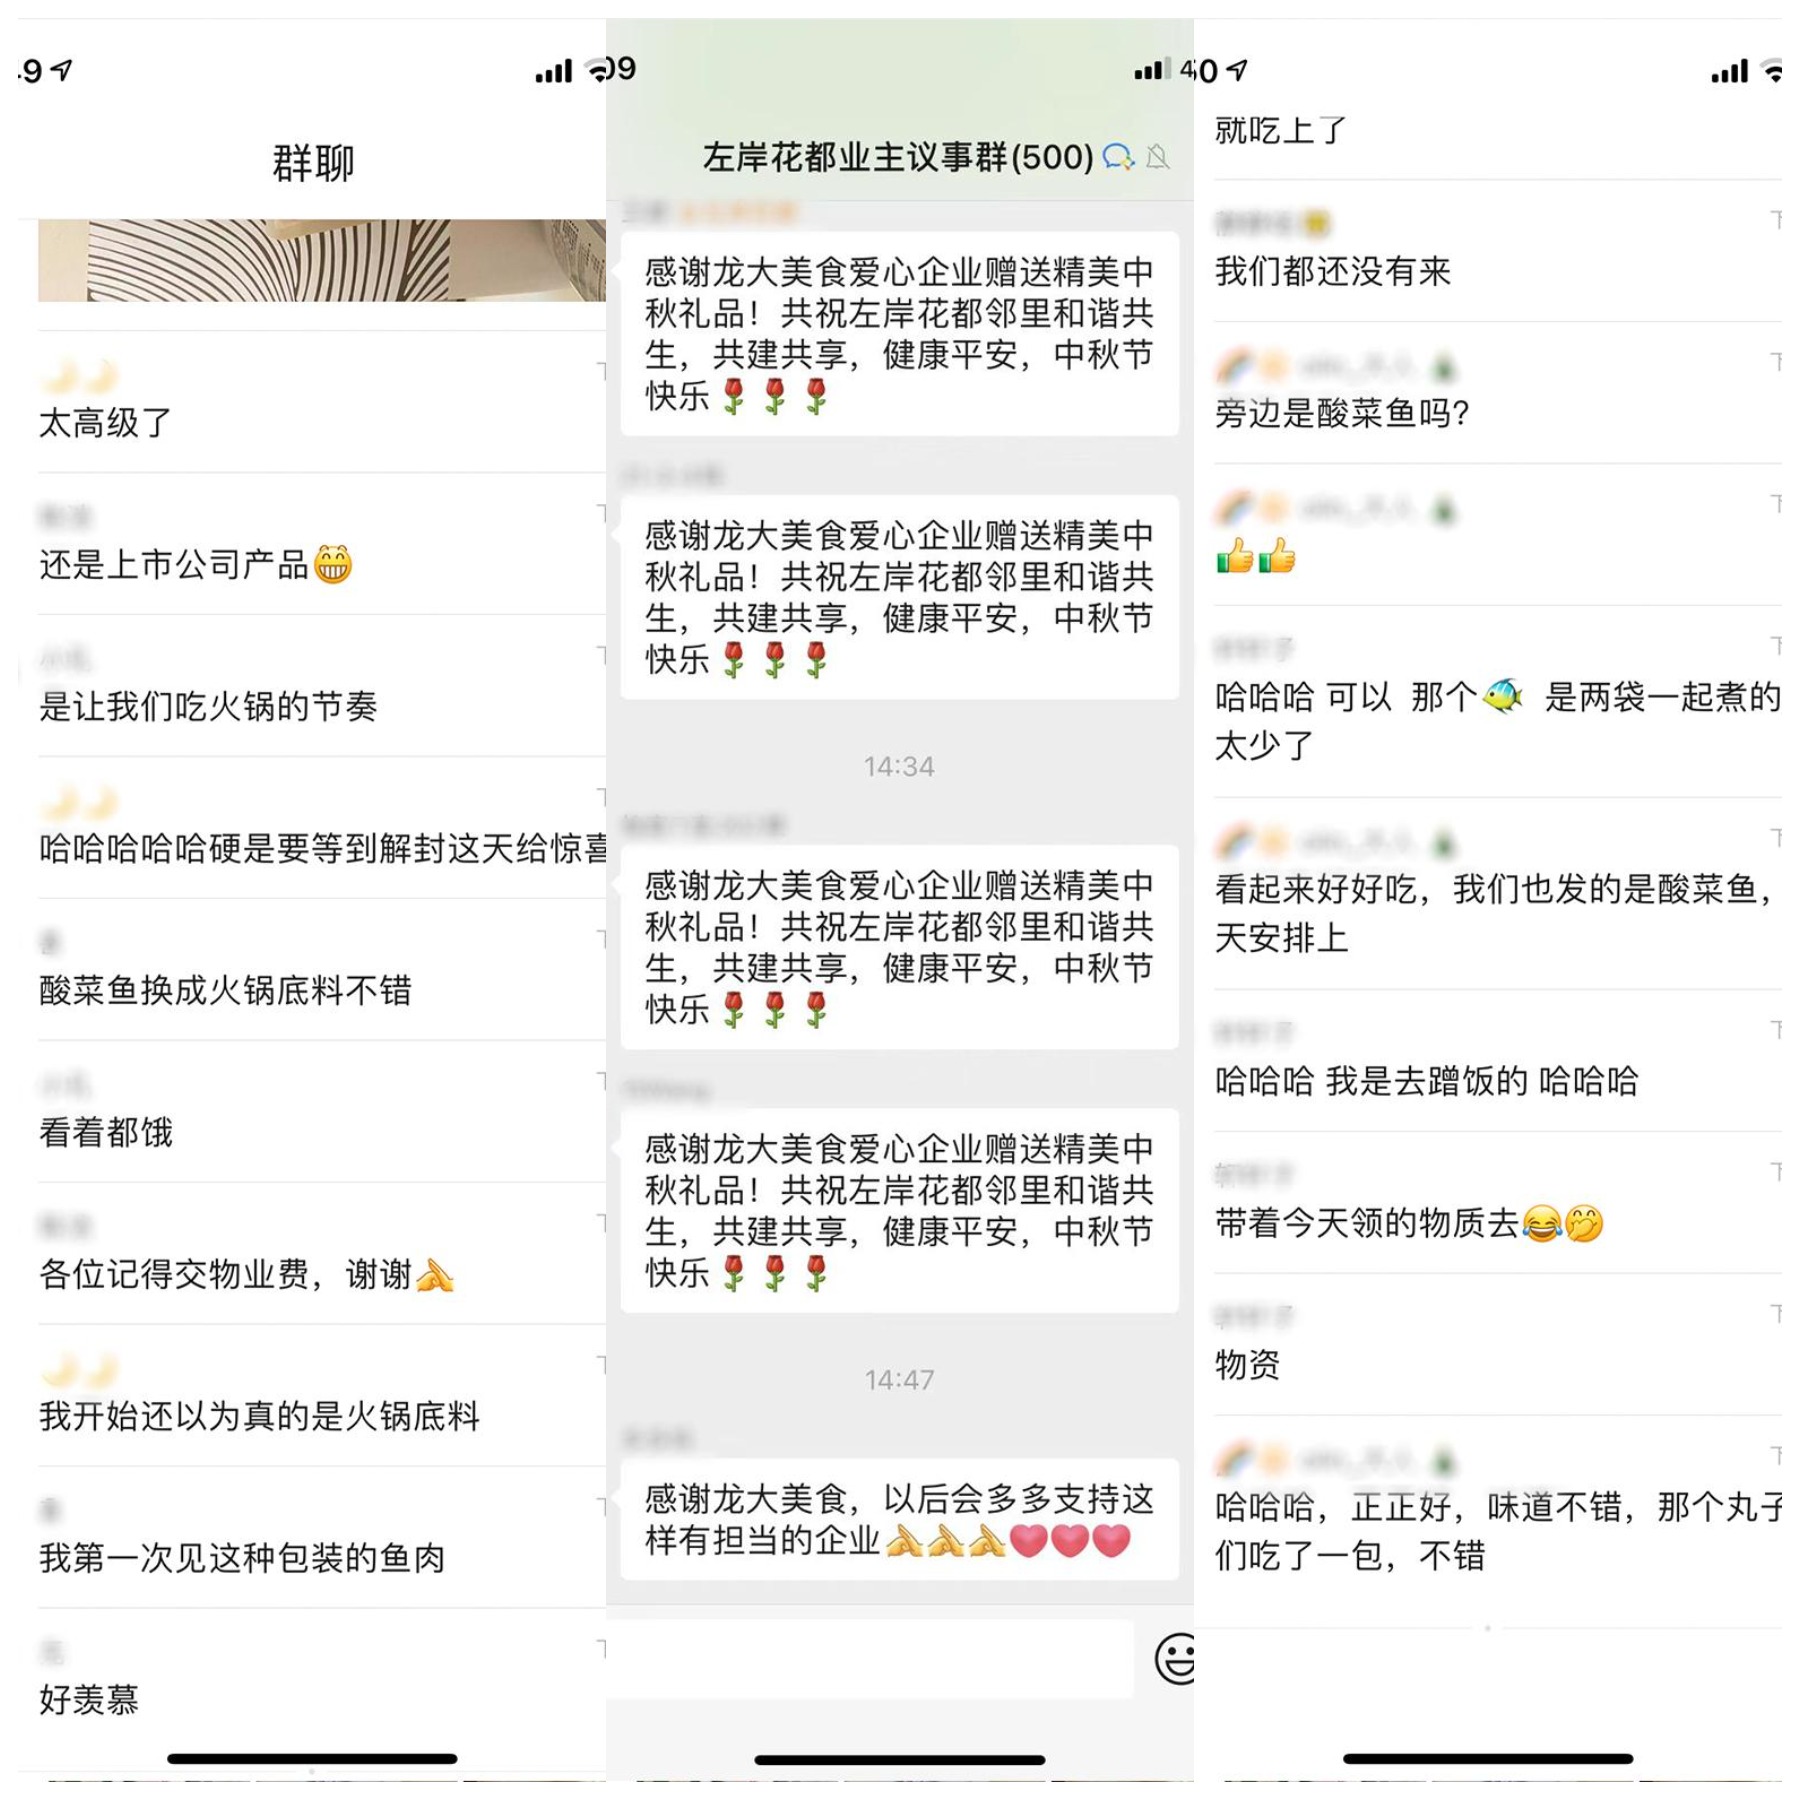 9
群聊
太高级了
还是上市公司产品😁
是让我们吃火锅的节奏
哈哈哈哈哈硬是要等到解封这天给惊喜
酸菜鱼换成火锅底料不错
看着都饿
各位记得交物业费，谢谢🙏
我开始还以为真的是火锅底料
我第一次见这种包装的鱼肉
好羡慕
09
4
左岸花都业主议事群(500)
感谢龙大美食爱心企业赠送精美中
秋礼品！共祝左岸花都邻里和谐共
生，共建共享，健康平安，中秋节
快乐🌹🌹🌹
感谢龙大美食爱心企业赠送精美中
秋礼品！共祝左岸花都邻里和谐共
生，共建共享，健康平安，中秋节
快乐🌹🌹🌹
14:34
感谢龙大美食爱心企业赠送精美中
秋礼品！共祝左岸花都邻里和谐共
生，共建共享，健康平安，中秋节
快乐🌹🌹🌹
感谢龙大美食爱心企业赠送精美中
秋礼品！共祝左岸花都邻里和谐共
生，共建共享，健康平安，中秋节
快乐🌹🌹🌹
14:47
感谢龙大美食，以后会多多支持这
样有担当的企业🙏🙏🙏❤❤❤
0
就吃上了
我们都还没有来
旁边是酸菜鱼吗？
👍👍
哈哈哈 可以 那个🐠 是两袋一起煮的
太少了
看起来好好吃，我们也发的是酸菜鱼，
天安排上
哈哈哈 我是去蹭饭的 哈哈哈
带着今天领的物质去😂🤭
物资
哈哈哈，正正好，味道不错，那个丸子
们吃了一包，不错